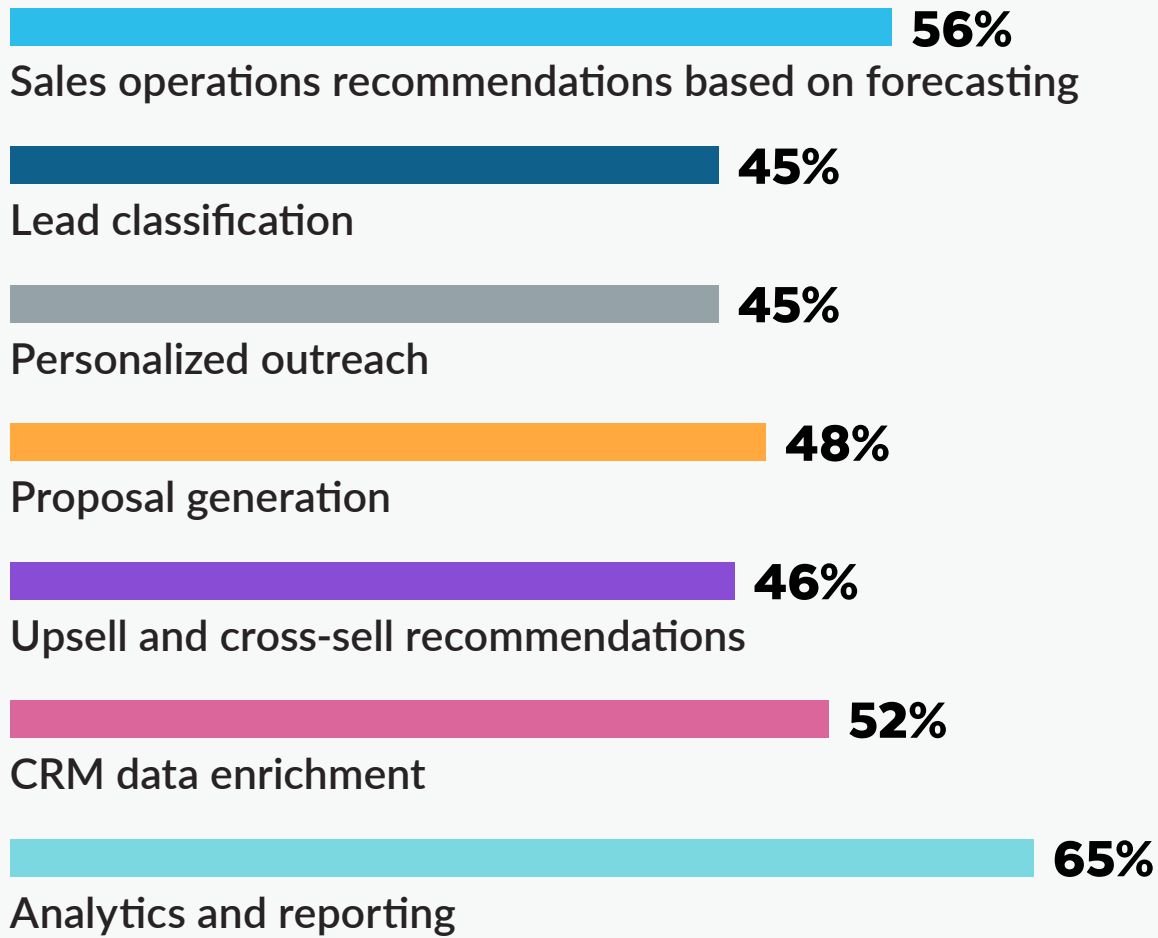 56%
Sales operations recommendations based on forecasting
45%
Lead classification
45%
Personalized outreach
48%
Proposal generation
46%
Upsell and cross-sell recommendations
52%
CRM data enrichment
65%
Analytics and reporting